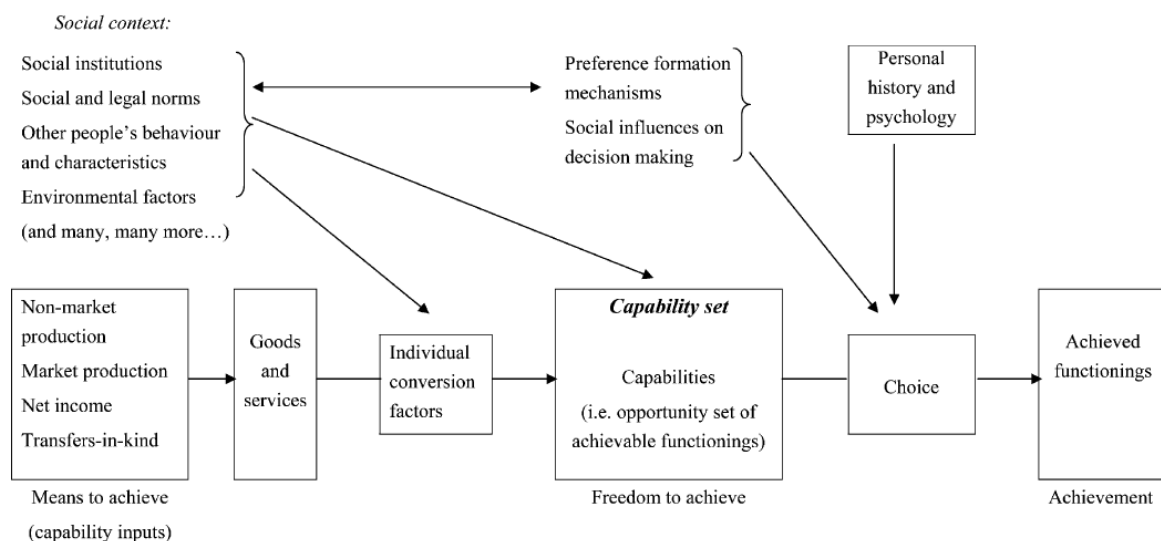 Social context:
Social institutions
Social and legal norms
Other people's behaviour
and characteristics
Environmental factors
(and many, many more…)
Preference formation
mechanisms
Social influences on
decision making
Personal
history and
psychology
Non-market
production
Market production
Net income
Transfers-in-kind
Means to achieve
(capability inputs)
Goods
and
services
Individual
conversion
factors
Capability set
Capabilities
(i.e. opportunity set of
achievable functionings)
Freedom to achieve
Choice
Achieved
functionings
Achievement